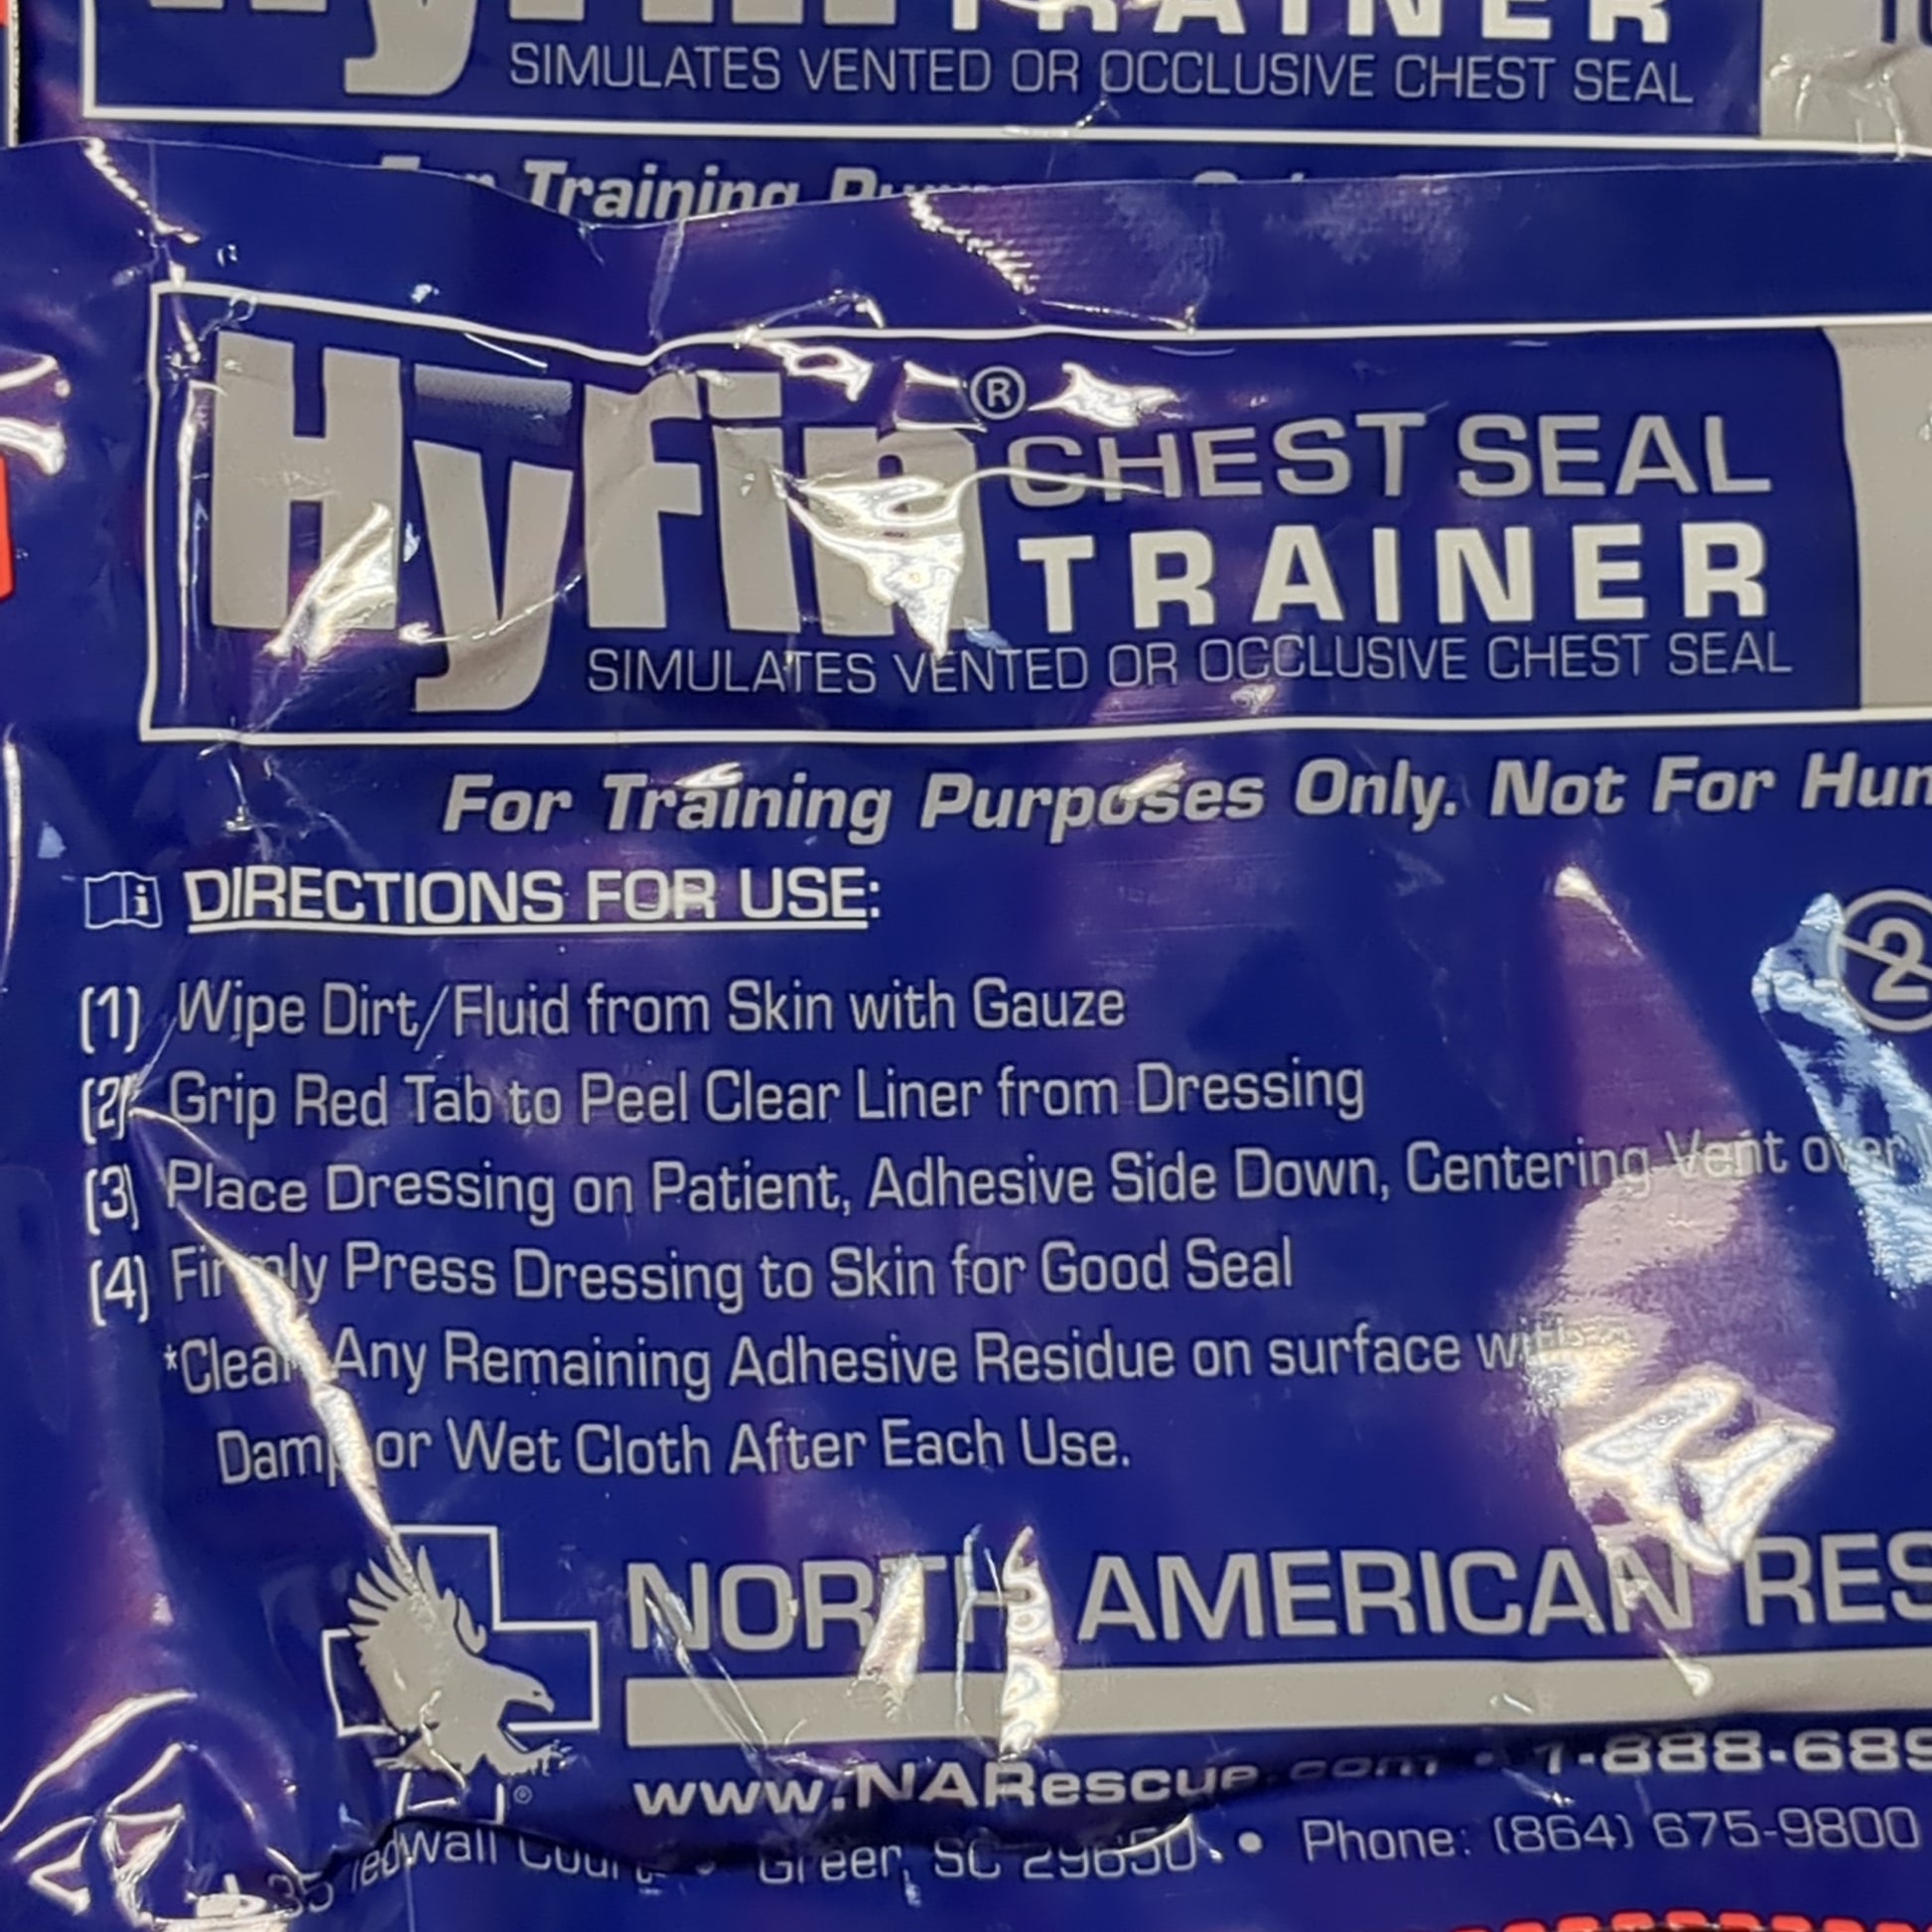 TRAINER
SIMULATES VENTED OR OCCLUSIVE CHEST SEAL
Training
HyFin® CHEST SEAL
TRAINER
SIMULATES VENTED OR OCCLUSIVE CHEST SEAL
For Training Purposes Only. Not For
DIRECTIONS FOR USE:
2
(1) Wipe Dirt/Fluid from Skin with Gauze
(2) Grip Red Tab to Peel Clear Liner from Dressing
(3) Place Dressing on Patient, Adhesive Side Down, Centering Vent over
(4) Firmly Press Dressing to Skin for Good Seal
*Clean Any Remaining Adhesive Residue on surface with
Damp or Wet Cloth After Each Use.
NORTH AMERICAN RES
www.NARescue.com • 1-888-689
Court • Greer, SC 29650 • Phone: (864) 675-9800